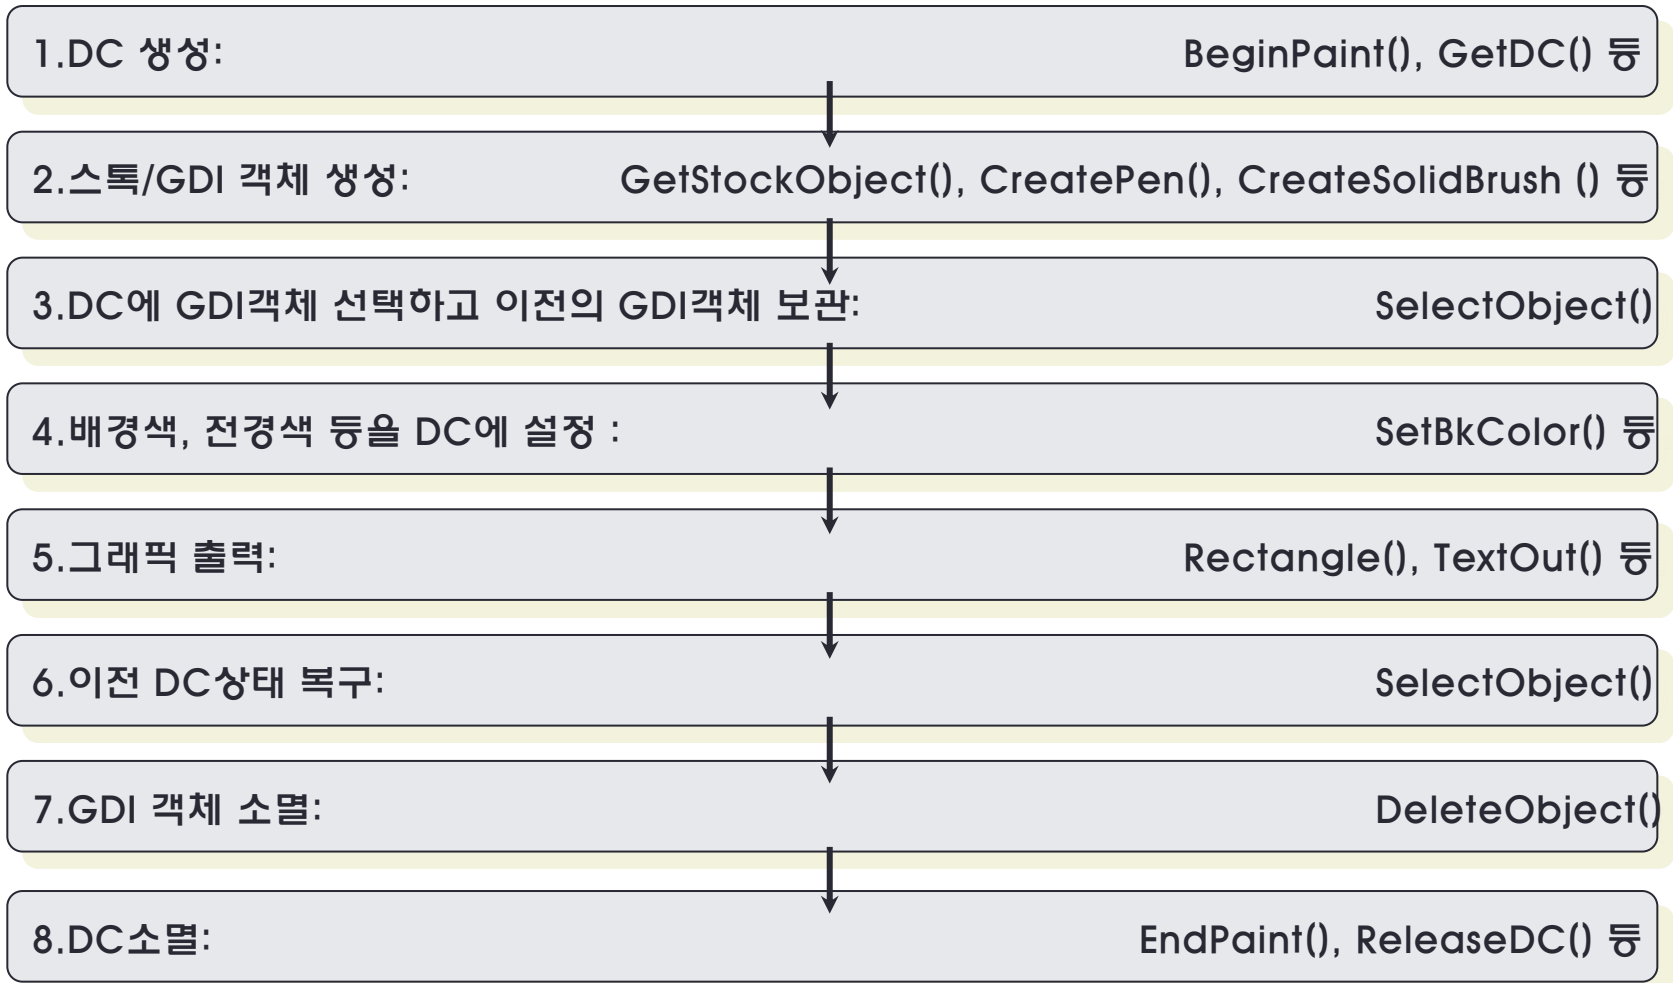 1.DC 생성: BeginPaint(), GetDC() 등
2.스톡/GDI 객체 생성: GetStockObject(), CreatePen(), CreateSolidBrush () 등
3.DC에 GDI객체 선택하고 이전의 GDI객체 보관: SelectObject()
4.배경색, 전경색 등을 DC에 설정 : SetBkColor() 등
5.그래픽 출력: Rectangle(), TextOut() 등
6.이전 DC상태 복구: SelectObject()
7.GDI 객체 소멸: DeleteObject()
8.DC소멸: EndPaint(), ReleaseDC() 등